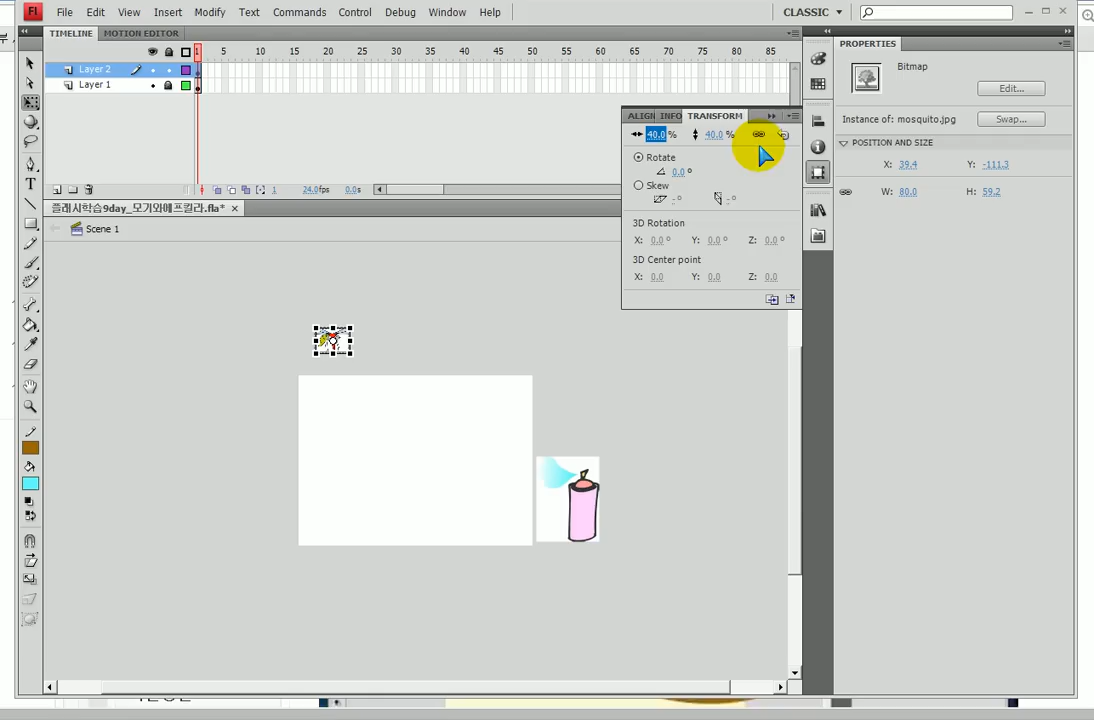 Fl File Edit View Insert Modify Text Commands Control Debug Window Help CLASSIC
TIMELINE MOTION EDITOR
1 5 10 15 20 25 30 35 40 45 50 55 60 65 70 75 80 85
Layer 2
Layer 1
1 24.0fps 0.0s
플래시학습9day_모기와에프킬라.fla*
Scene 1
ALIGN INFO TRANSFORM
40.0 % 40.0 %
Rotate
0.0 °
Skew
- ° - °
3D Rotation
X: 0.0 ° Y: 0.0 ° Z: 0.0 °
3D Center point
X: 0.0 Y: 0.0 Z: 0.0
PROPERTIES
Bitmap
Edit...
Instance of: mosquito.jpg Swap...
POSITION AND SIZE
X: 39.4 Y: -111.3
W: 80.0 H: 59.2